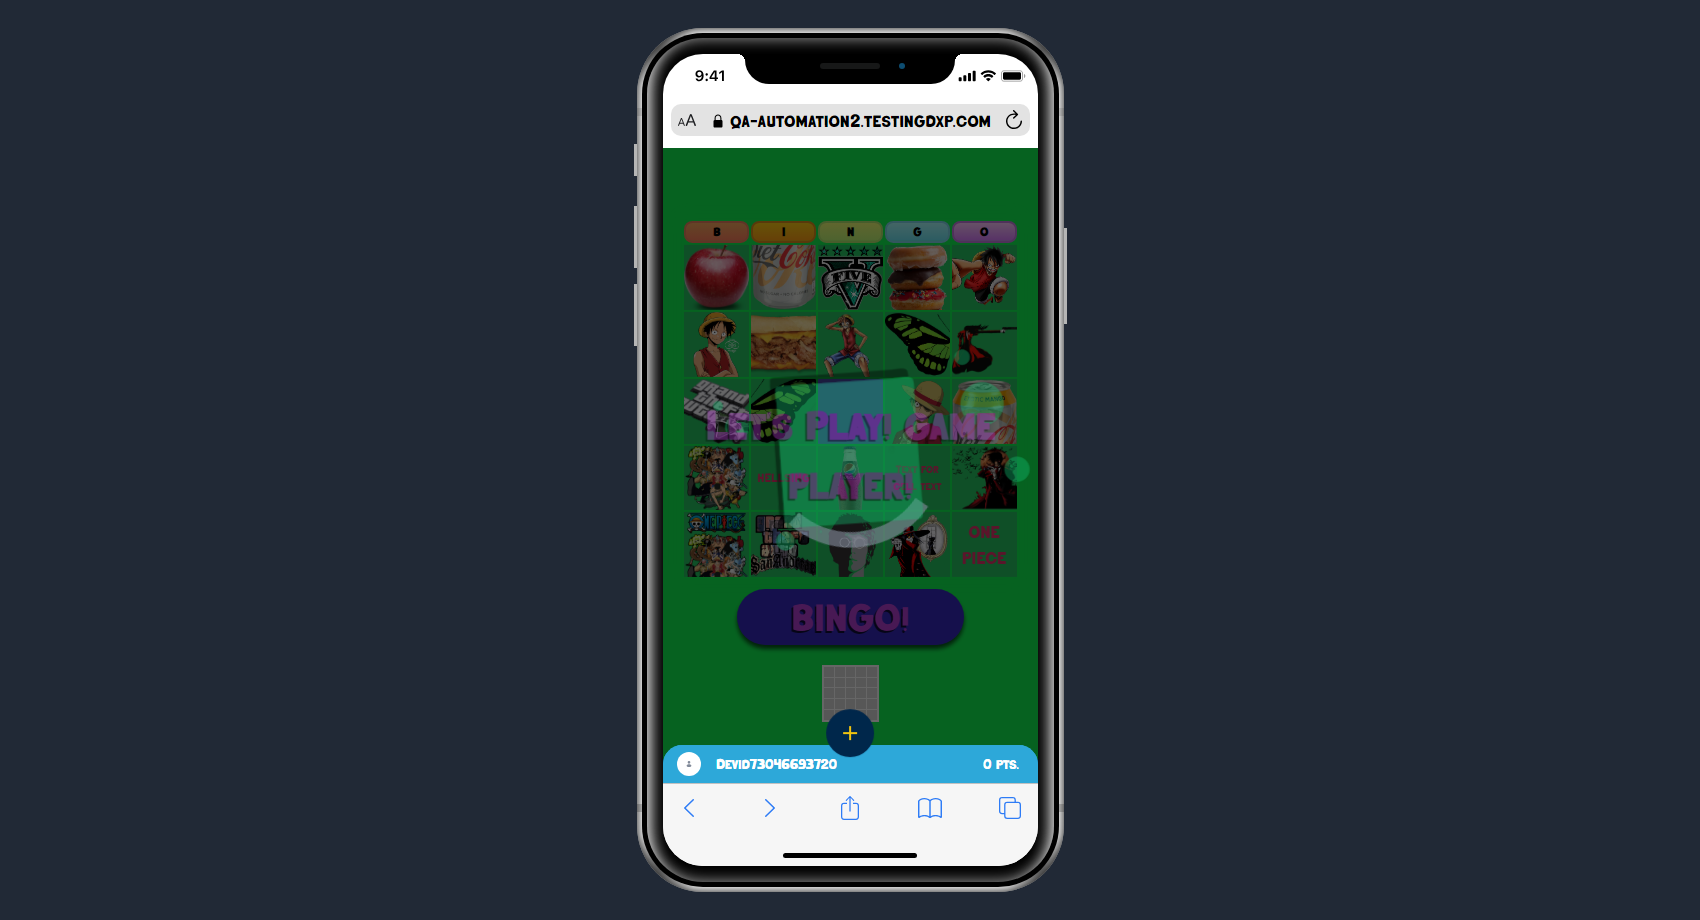 9:41
AA QA-AUTOMATION2.TESTINGDXP.COM
B I N G O
FIVE
LET'S PLAY! GAME
PLAYER!
ONE
PIECE
BINGO!
+
DEVID73046693720 0 PTS.